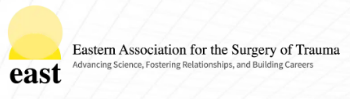 Eastern Association for the Surgery of Trauma
Advancing Science, Fostering Relationships, and Building Careers
east